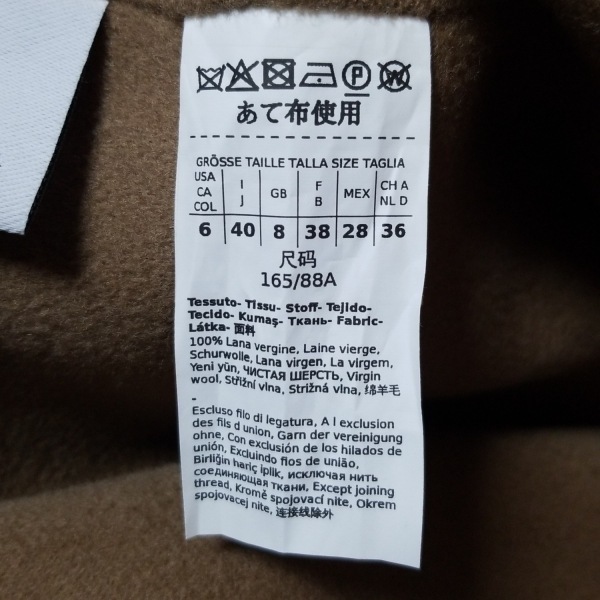 P W
あて布使用
GRÖSSE TAILLE TALLA SIZE TAGLIA
USA CA COL I J GB F B MEX CH A NL D
6 40 8 38 28 36
尺码
165/88A
Tessuto- Tissu- Stoff- Tejido-
Tecido- Kumaş- Ткань- Fabric-
Látka- 面料
100% Lana vergine, Laine vierge,
Schurwolle, Lana virgen, La virgem,
Yeni yün, ЧИСТАЯ ШЕРСТЬ, Virgin
wool, Střižní vlna, Strižná vlna, 绵羊毛
-
Escluso filo di legatura, A l exclusion
des fils d union, Garn der vereinigung
ohne, Con exclusión de los hilados de
unión, Excluindo fios de união,
Birliğin hariç iplik, исключая нить
соединяющая ткани, Except joining
thread, Kromě spojovací nite, Okrem
spojovacej nite, 连接线除外